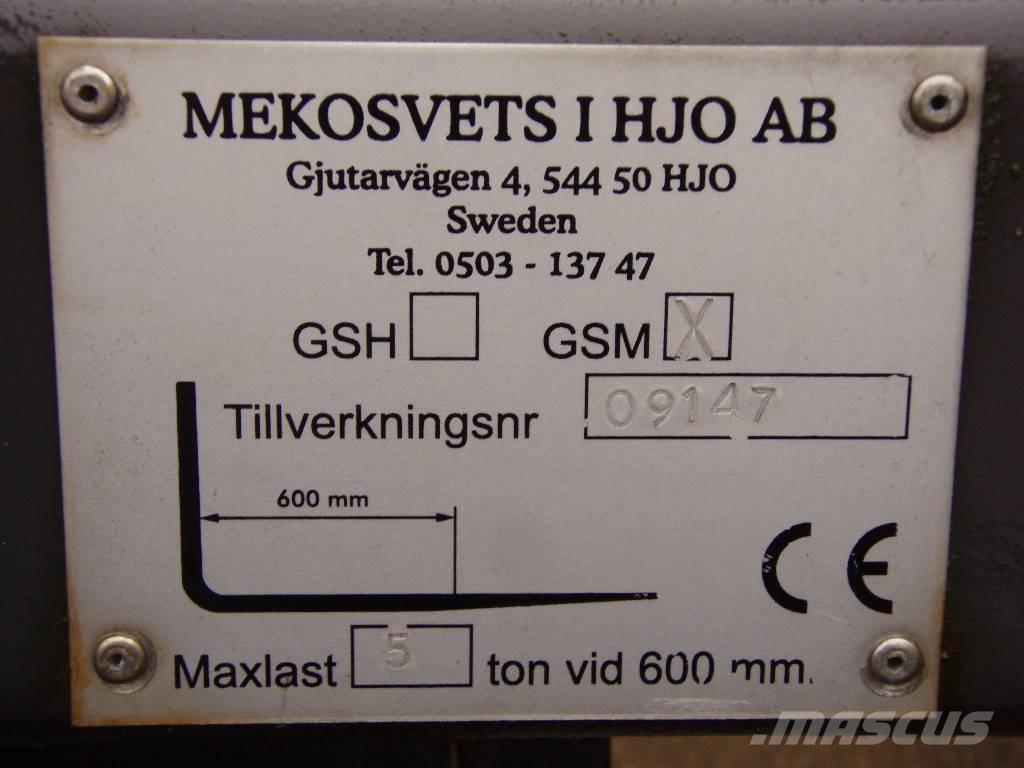 MEKOSVETS I HJO AB
Gjutarvägen 4, 544 50 HJO
Sweden
Tel. 0503 - 137 47
GSH GSM X
Tillverkningsnr 09147
600 mm
CE
Maxlast 5 ton vid 600 mm.
mascus